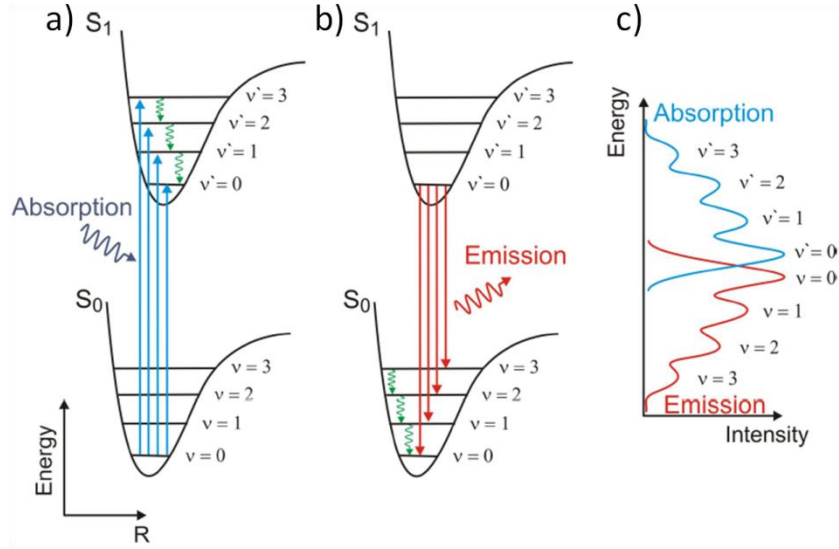 a)
S1
ν` = 3
ν` = 2
ν` = 1
ν` = 0
Absorption
S0
ν = 3
ν = 2
ν = 1
ν = 0
Energy
R
b)
S1
ν` = 3
ν` = 2
ν` = 1
ν` = 0
Emission
S0
ν = 3
ν = 2
ν = 1
ν = 0
c)
Energy
Absorption
ν` = 3
ν` = 2
ν` = 1
ν` = 0
ν = 0
ν = 1
ν = 2
ν = 3
Emission
Intensity